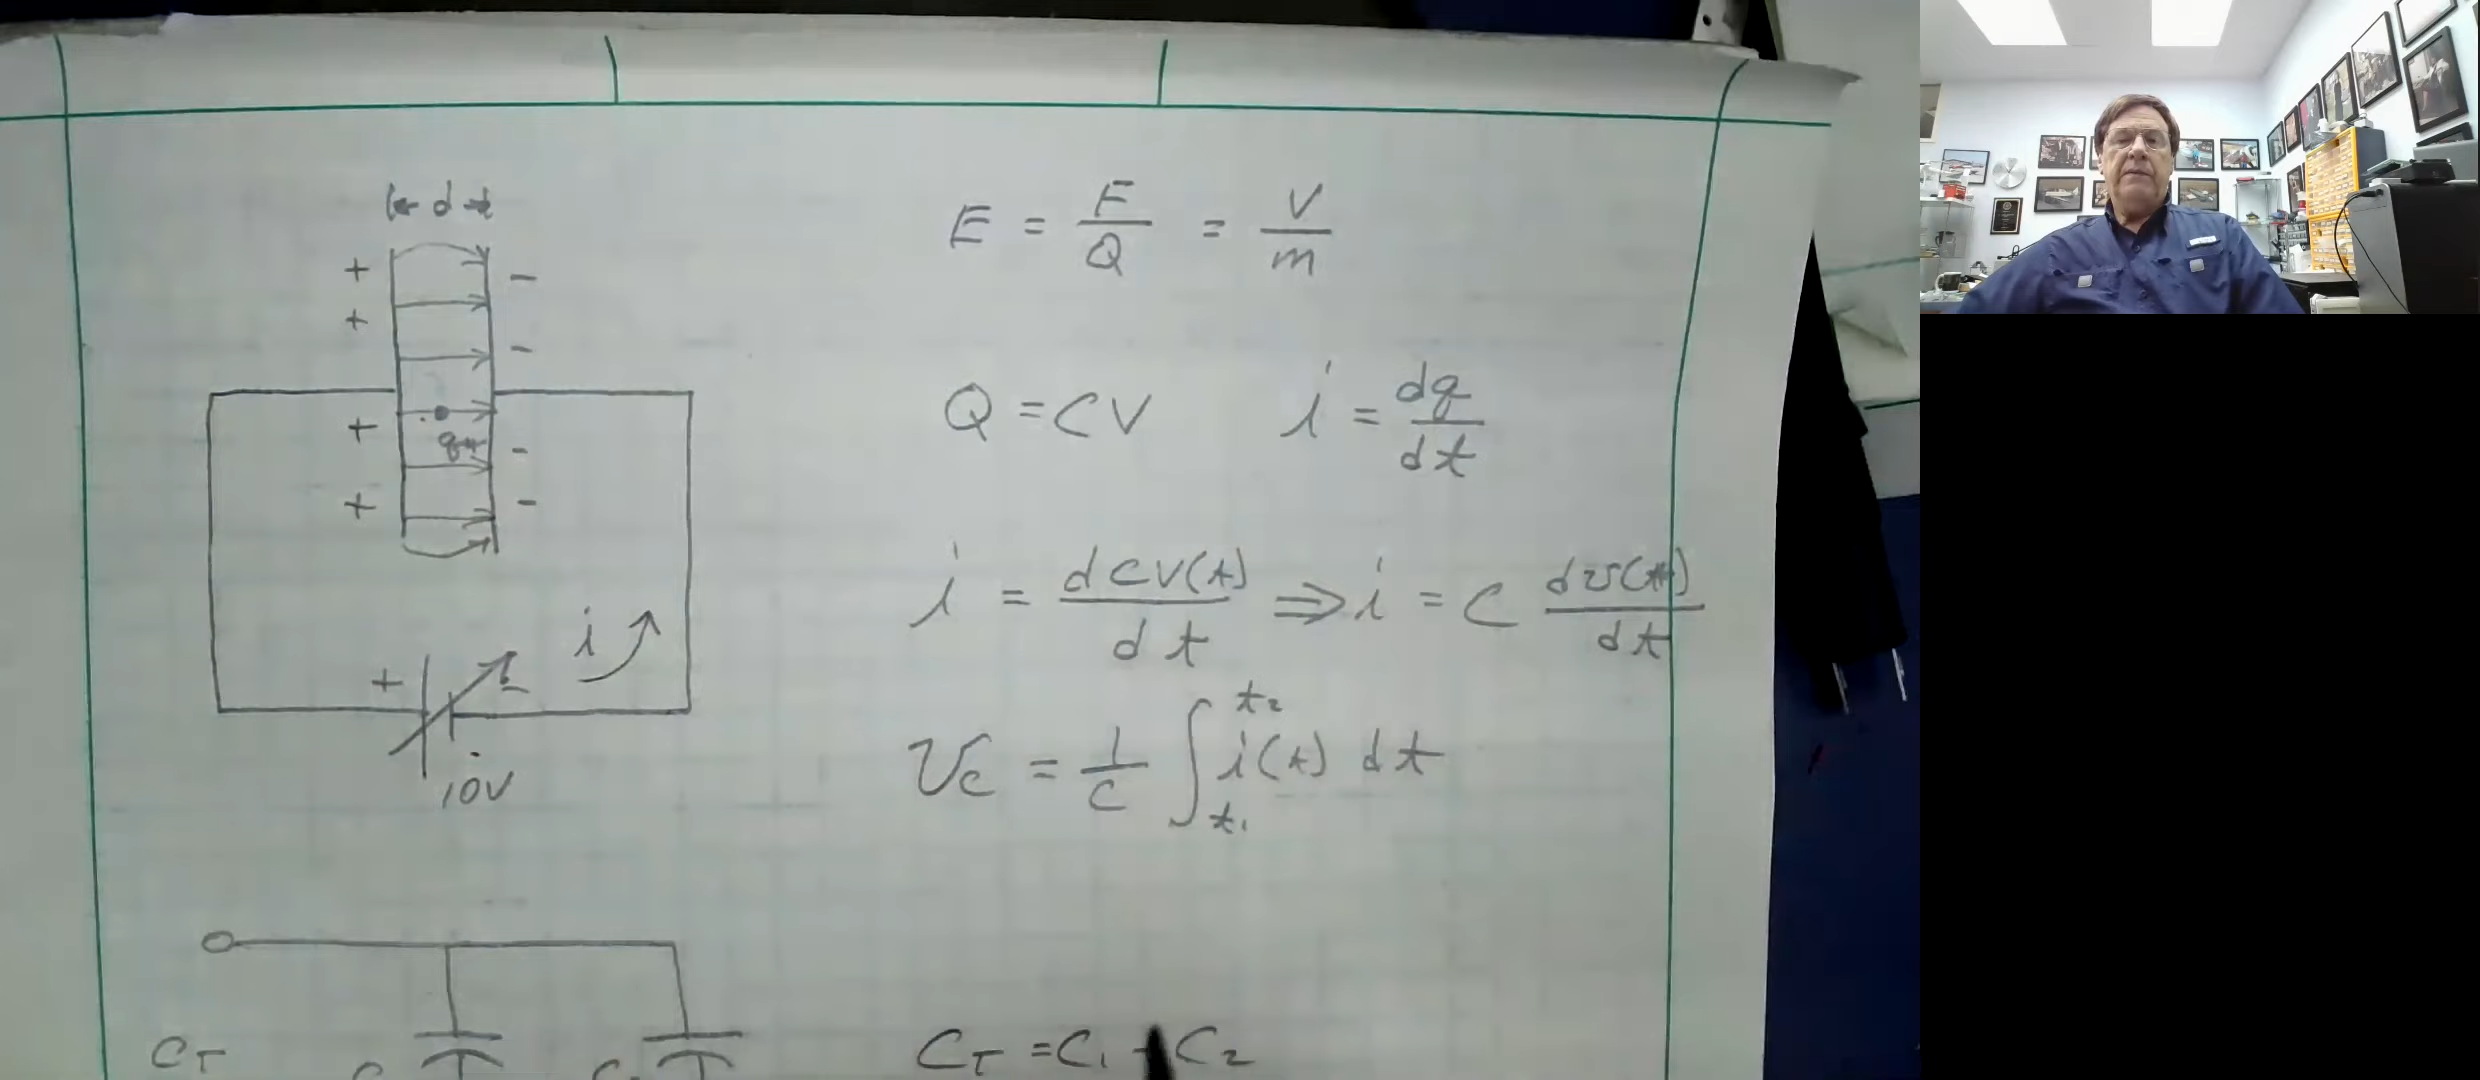 d
+ -
+
-
+ q -
+ -
i
+ -
10V
E = F/Q = V/m
Q = CV i = dq/dt
i = dCV(t)/dt ⇒ i = C dv(t)/dt
Vc = 1/C ∫ t₁ t₂ i(t) dt
CT
CT = C₁ + C₂